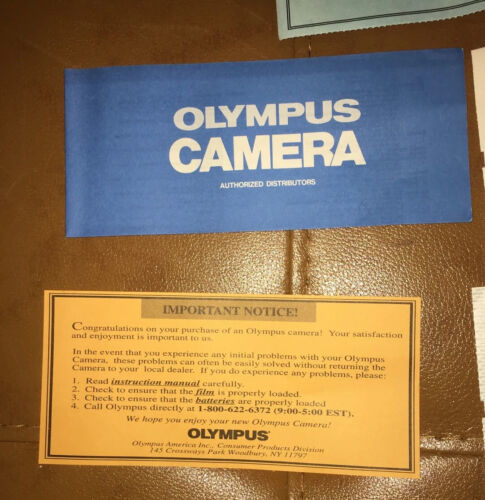 OLYMPUS
CAMERA
AUTHORIZED DISTRIBUTORS
IMPORTANT NOTICE!
Congratulations on your purchase of an Olympus camera! Your satisfaction
and enjoyment is important to us.
In the event that you experience any initial problems with your Olympus
Camera, these problems can often be easily solved without returning the
Camera to your local dealer. If you do experience any problems, please:
1. Read instruction manual carefully.
2. Check to ensure that the film is properly loaded.
3. Check to ensure that the batteries are properly loaded
4. Call Olympus directly at 1-800-622-6372 (9:00-5:00 EST).
We hope you enjoy your new Olympus Camera!
OLYMPUS
Olympus America Inc., Consumer Products Division
145 Crossways Park Woodbury, NY 11797